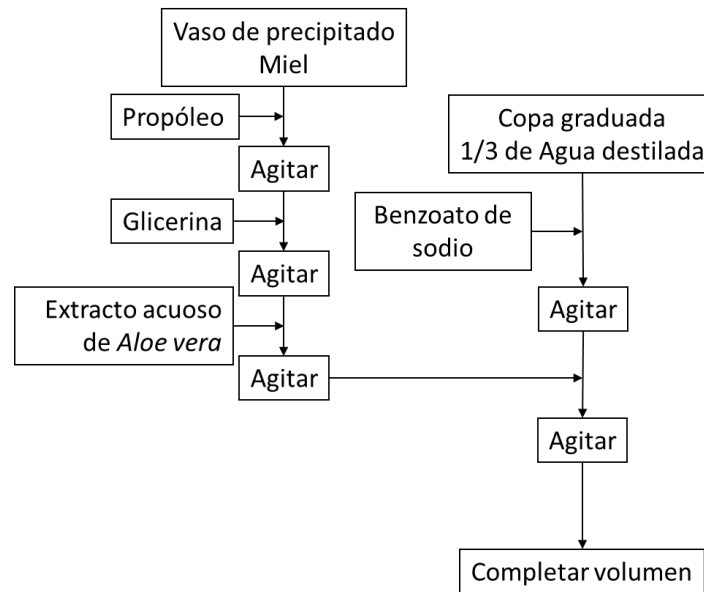 Vaso de precipitado
Miel
Propóleo
Agitar
Glicerina
Agitar
Extracto acuoso
de Aloe vera
Agitar
Copa graduada
1/3 de Agua destilada
Benzoato de
sodio
Agitar
Agitar
Completar volumen